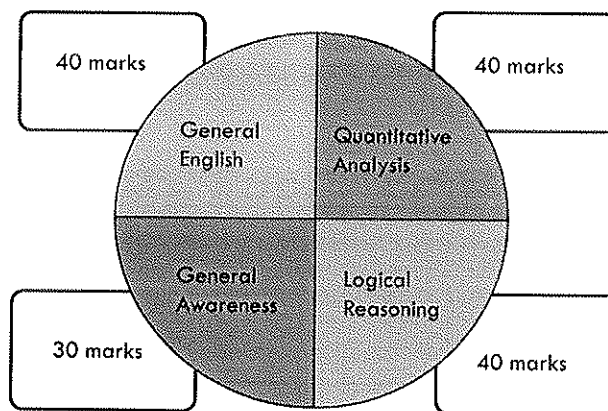 40 marks
40 marks
General
English
Quantitative
Analysis
General
Awareness
Logical
Reasoning
30 marks
40 marks